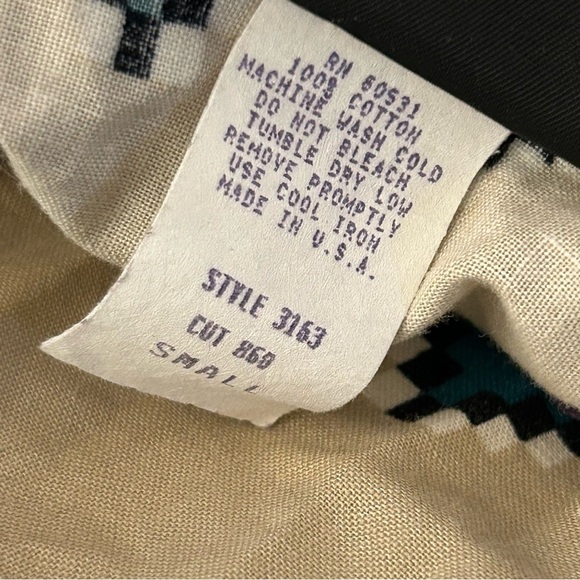 RN 60531
100% COTTON
MACHINE WASH COLD
DO NOT BLEACH
TUMBLE DRY LOW
REMOVE PROMPTLY
USE COOL IRON
MADE IN U.S.A.
STYLE 3163
CUT 860
SMALL